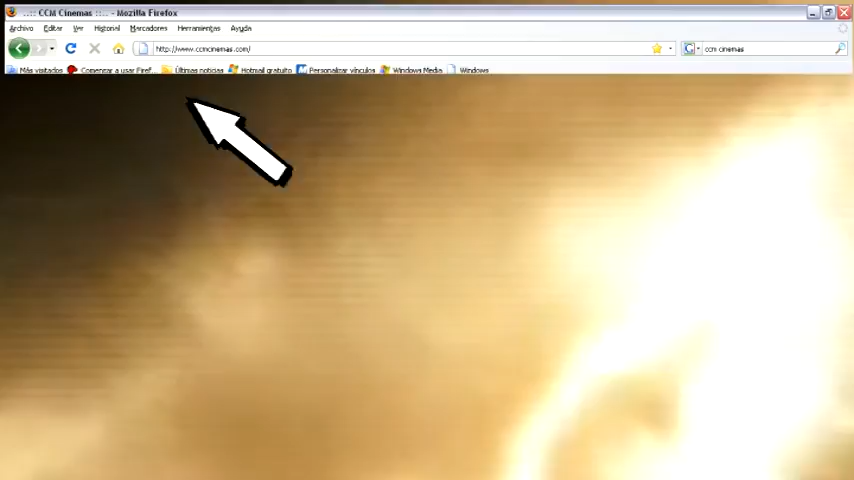 ..:: CCM Cinemas ::.. - Mozilla Firefox
Archivo Editar Ver Historial Marcadores Herramientas Ayuda
http://www.ccmcinemas.com/ ccm cinemas
Más visitados Comenzar a usar Firef... Últimas noticias Hotmail gratuito Personalizar vínculos Windows Media Windows